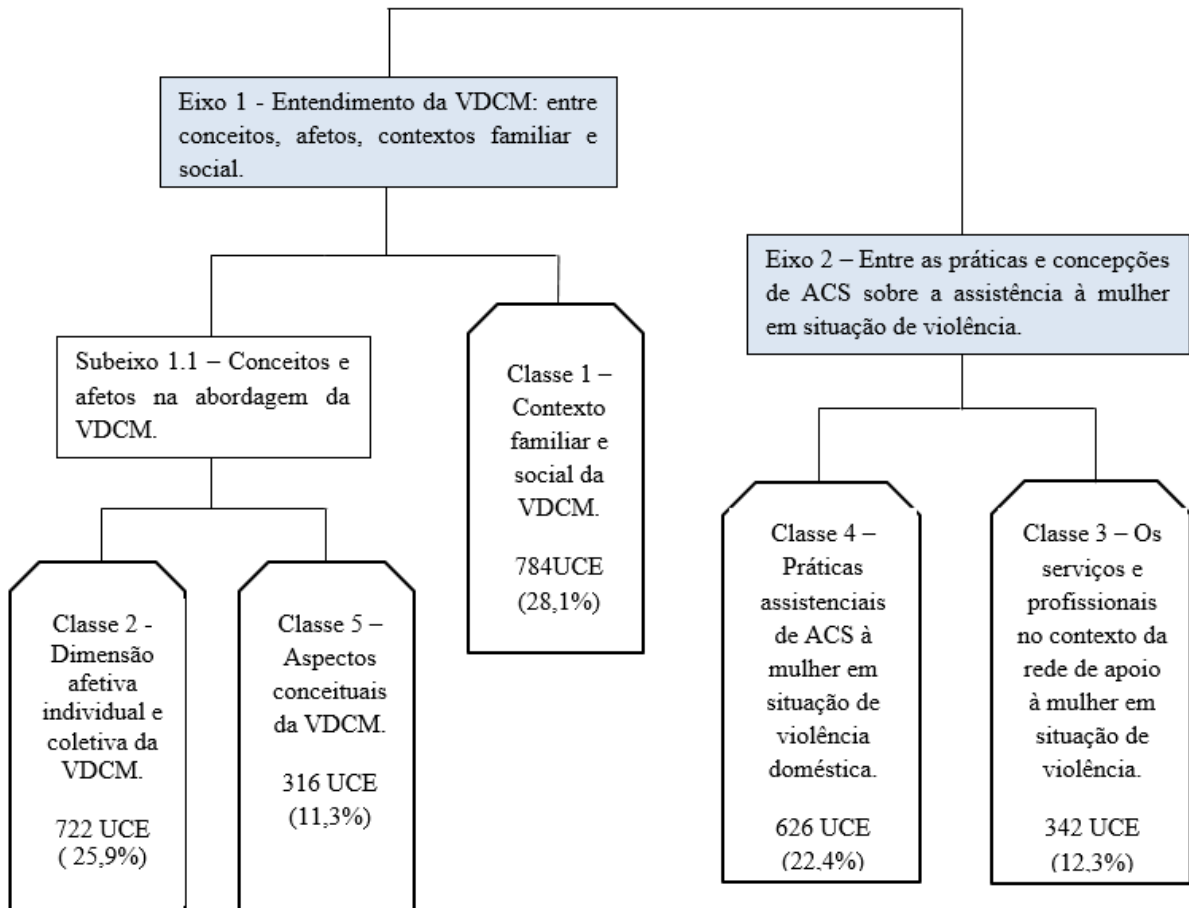 Eixo 1 - Entendimento da VDCM: entre
conceitos, afetos, contextos familiar e
social.
Eixo 2 – Entre as práticas e concepções
de ACS sobre a assistência à mulher
em situação de violência.
Subeixo 1.1 – Conceitos e
afetos na abordagem da
VDCM.
Classe 1 –
Contexto
familiar e
social da
VDCM.
784UCE
(28,1%)
Classe 2 -
Dimensão
afetiva
individual e
coletiva da
VDCM.
722 UCE
( 25,9%)
Classe 5 –
Aspectos
conceituais
da VDCM.
316 UCE
(11,3%)
Classe 4 –
Práticas
assistenciais
de ACS à
mulher em
situação de
violência
doméstica.
626 UCE
(22,4%)
Classe 3 – Os
serviços e
profissionais
no contexto da
rede de apoio
à mulher em
situação de
violência.
342 UCE
(12,3%)